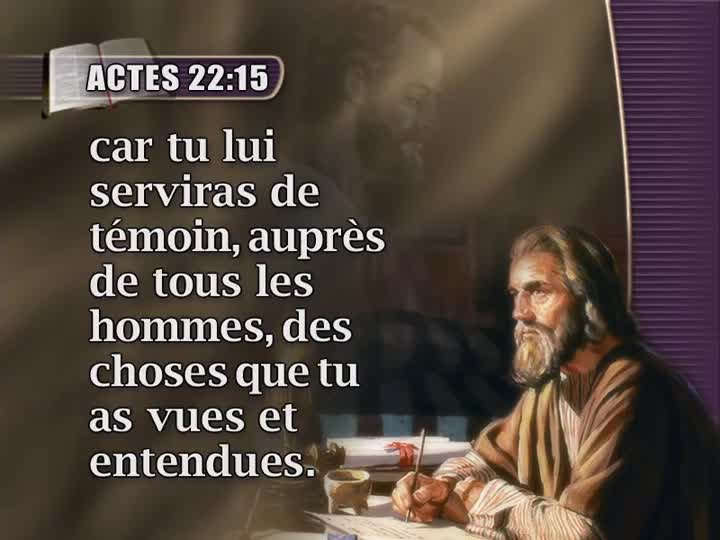 ACTES 22:15
car tu lui
serviras de
témoin, auprès
de tous les
hommes, des
choses que tu
as vues et
entendues.